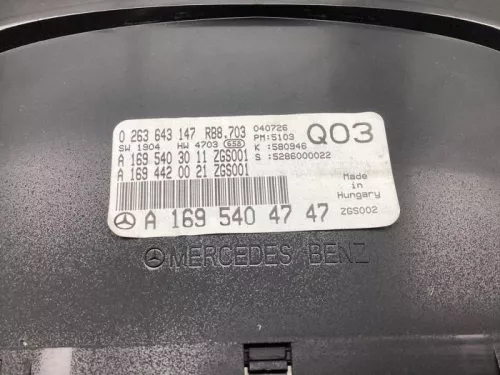 0 263 643 147 RB8.703 040726 Q03
SW 1904 HW 4703 658 PM:5103
K :580946
A 169 540 30 11 ZGS001 S :5286000022
A 169 442 00 21 ZGS001
Made in Hungary
A 169 540 47 47 ZGS002
MERCEDES BENZ